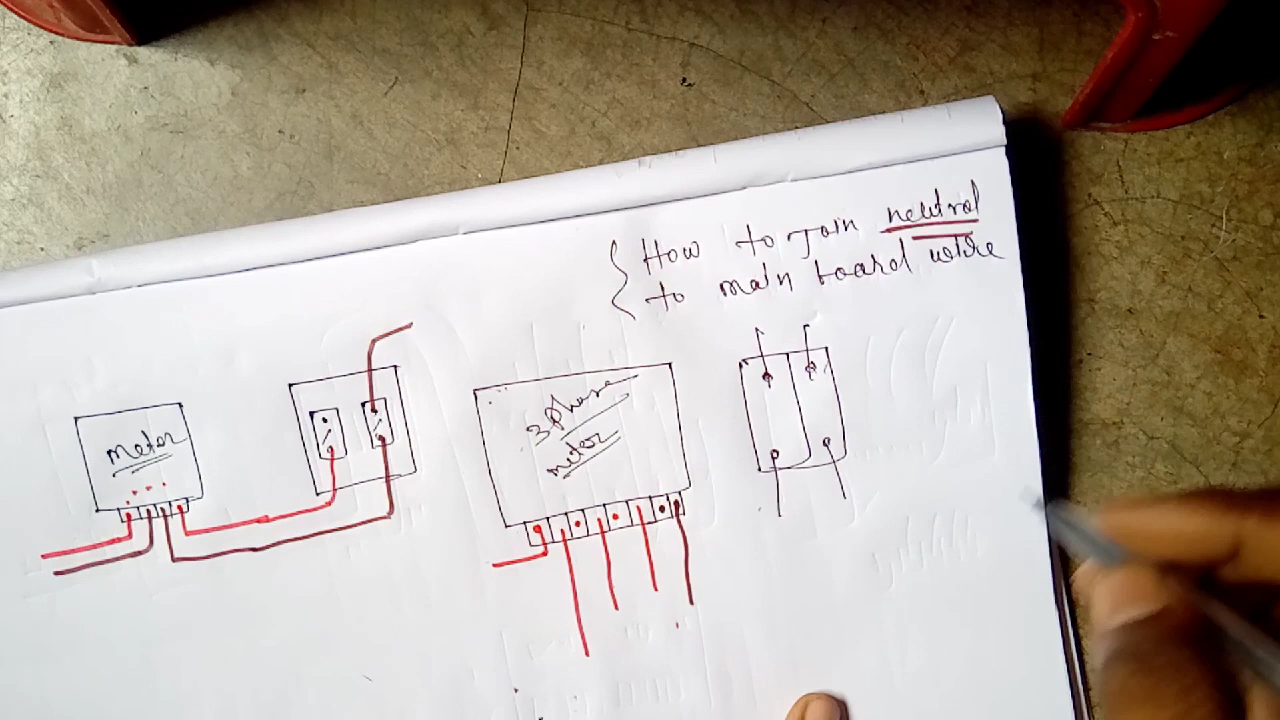 How to Join neutral
to main board wire
meter
3 Phase
meter